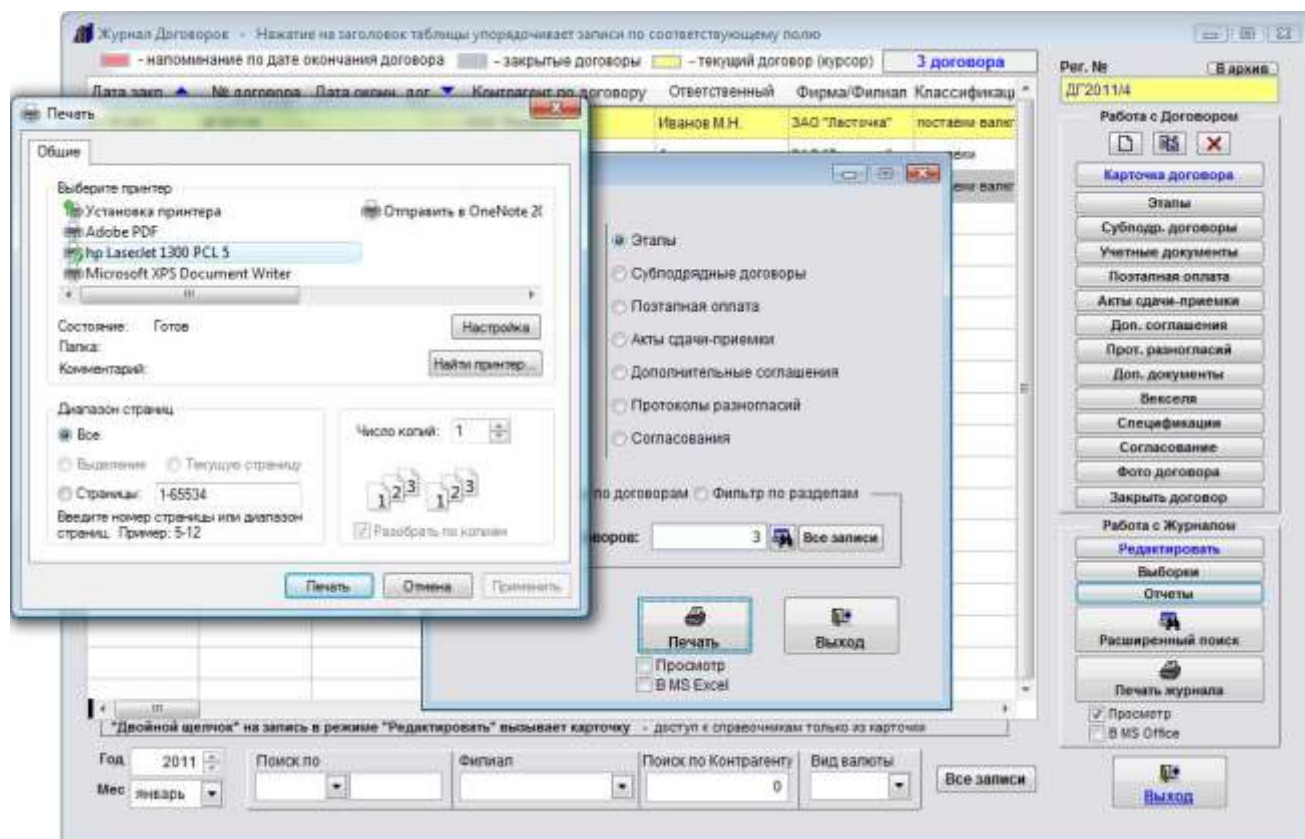 Журнал Договоров - Нажатие на заголовок таблицы упорядочивает записи по соответствующему полю
- напоминание по дате окончания договора - закрытые договоры - текущий договор (курсор) 3 договора
Дата закл. № договора Дата оконч. дог. Контрагент по договору Ответственный Фирма/Филиал Классификац
Иванов М.Н. ЗАО "Ласточка" поставки валют
Печать
Общие
Выберите принтер
Установка принтера
Отправить в OneNote 20
Adobe PDF
hp LaserJet 1300 PCL 5
Microsoft XPS Document Writer
Состояние: Готов
Папка:
Комментарий:
Настройка
Найти принтер...
Диапазон страниц
Все
Выделение Текущую страницу
Страницы: 1-65534
Введите номер страницы или диапазон
страниц. Пример: 5-12
Число копий: 1
1 2 3 1 2 3
Разобрать по копиям
Печать Отмена Применить
Этапы
Субподрядные договоры
Поэтапная оплата
Акты сдачи-приемки
Дополнительные соглашения
Протоколы разногласий
Согласования
по договорам Фильтр по разделам
3 Все записи
Печать
Выход
Просмотр
В MS Excel
"Двойной щелчок" на запись в режиме "Редактировать" вызывает карточку - доступ к справочникам только из карточки
Год 2011
Мес январь
Поиск по
Филиал
Поиск по Контрагенту
0
Вид валюты
Все записи
Рег. № В архив
ДГ2011/4
Работа с Договором
Карточка договора
Этапы
Субподр. договоры
Учетные документы
Поэтапная оплата
Акты сдачи-приемки
Доп. соглашения
Прот. разногласий
Доп. документы
Векселя
Спецификации
Согласование
Фото договора
Закрыть договор
Работа с Журналом
Редактировать
Выборки
Отчеты
Расширенный поиск
Печать журнала
Просмотр
В MS Office
Выход